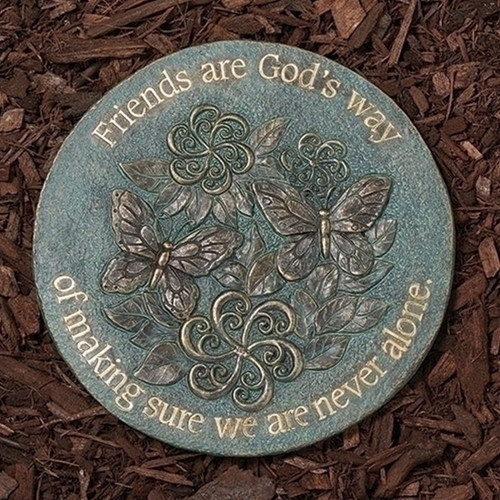 Friends are God's way
of making sure we are never alone.